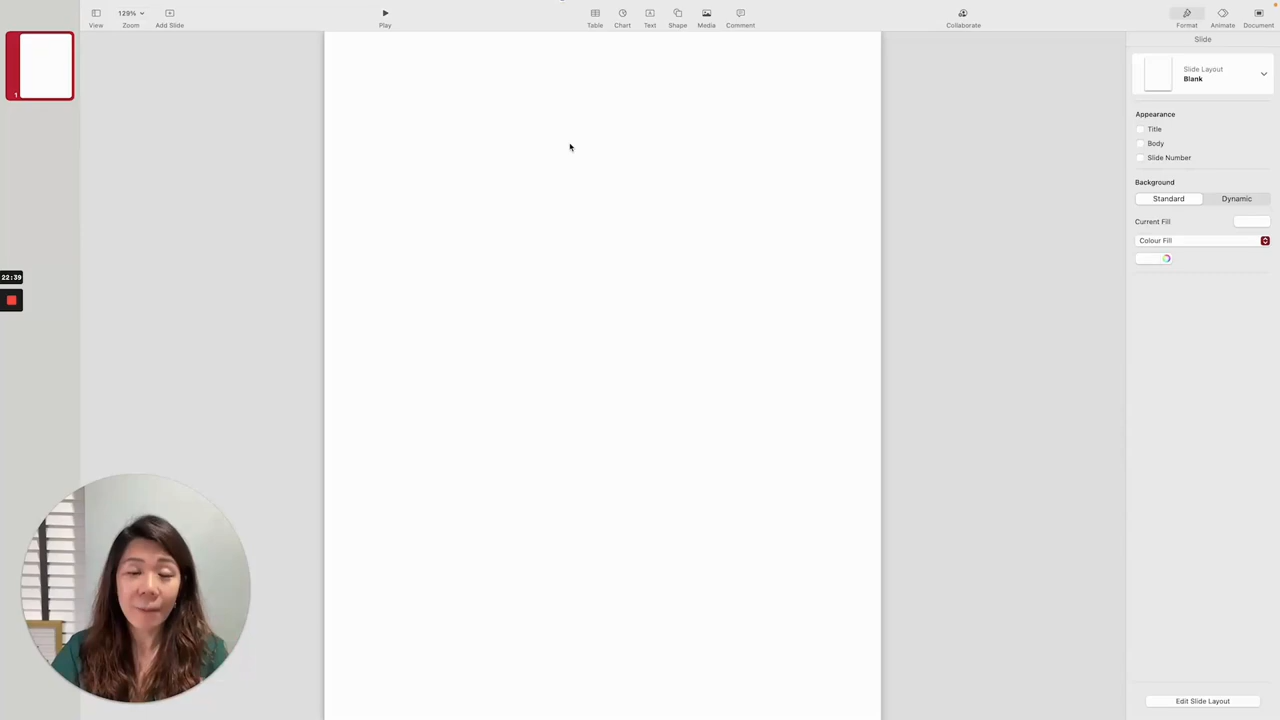 129%
View
Zoom
Add Slide
Play
Table
Chart
Text
Shape
Media
Comment
Collaborate
Format
Animate
Document
Slide
1
Slide Layout
Blank
Appearance
Title
Body
Slide Number
Background
Standard
Dynamic
Current Fill
Colour Fill
22:39
Edit Slide Layout